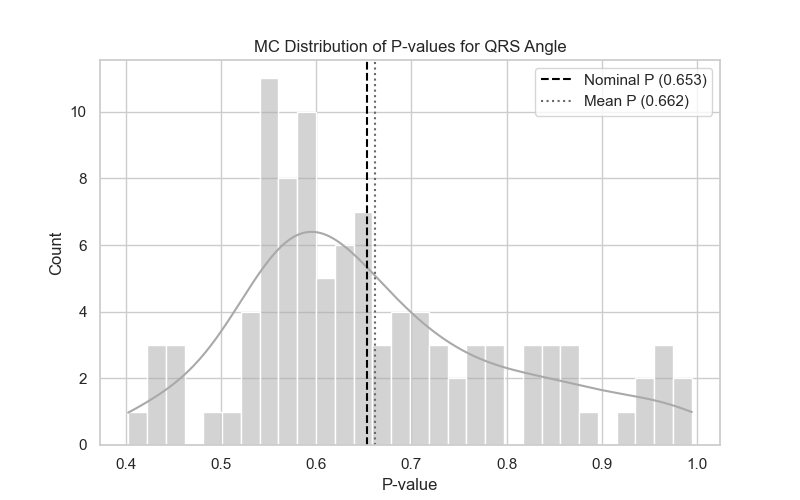 MC Distribution of P-values for QRS Angle
Nominal P (0.653)
Mean P (0.662)
Count
10
8
6
4
2
0
0.4 0.5 0.6 0.7 0.8 0.9 1.0
P-value